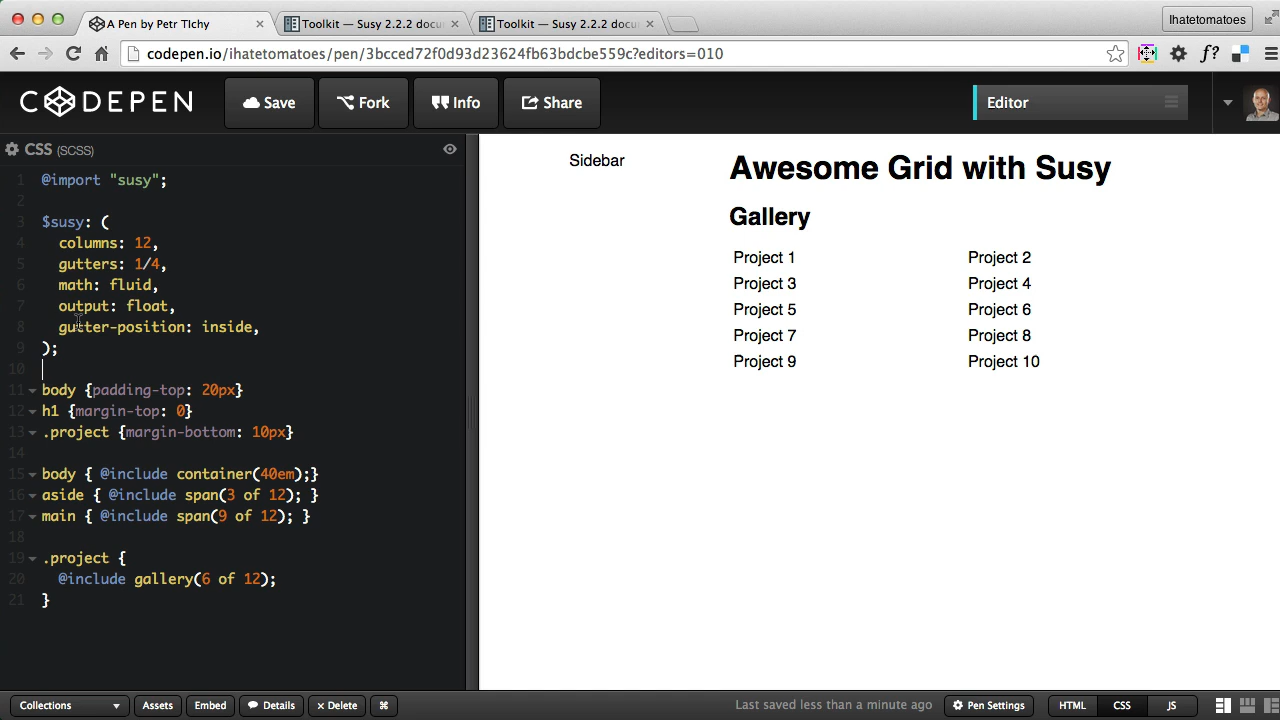 A Pen by Petr Tichy
Toolkit — Susy 2.2.2 docu
Toolkit — Susy 2.2.2 docu
Ihatetomatoes
codepen.io/ihatetomatoes/pen/3bcced72f0d93d23624fb63bdcbe559c?editors=010
f?
CODEPEN
Save
Fork
Info
Share
Editor
CSS (SCSS)
1 @import "susy";
2
3 $susy: (
4 columns: 12,
5 gutters: 1/4,
6 math: fluid,
7 output: float,
8 gutter-position: inside,
9 );
10
11 body {padding-top: 20px}
12 h1 {margin-top: 0}
13 .project {margin-bottom: 10px}
14
15 body { @include container(40em);}
16 aside { @include span(3 of 12); }
17 main { @include span(9 of 12); }
18
19 .project {
20 @include gallery(6 of 12);
21 }
Sidebar
Awesome Grid with Susy
Gallery
Project 1 Project 2
Project 3 Project 4
Project 5 Project 6
Project 7 Project 8
Project 9 Project 10
Collections
Assets
Embed
Details
× Delete
⌘
Last saved less than a minute ago
Pen Settings
HTML
CSS
JS